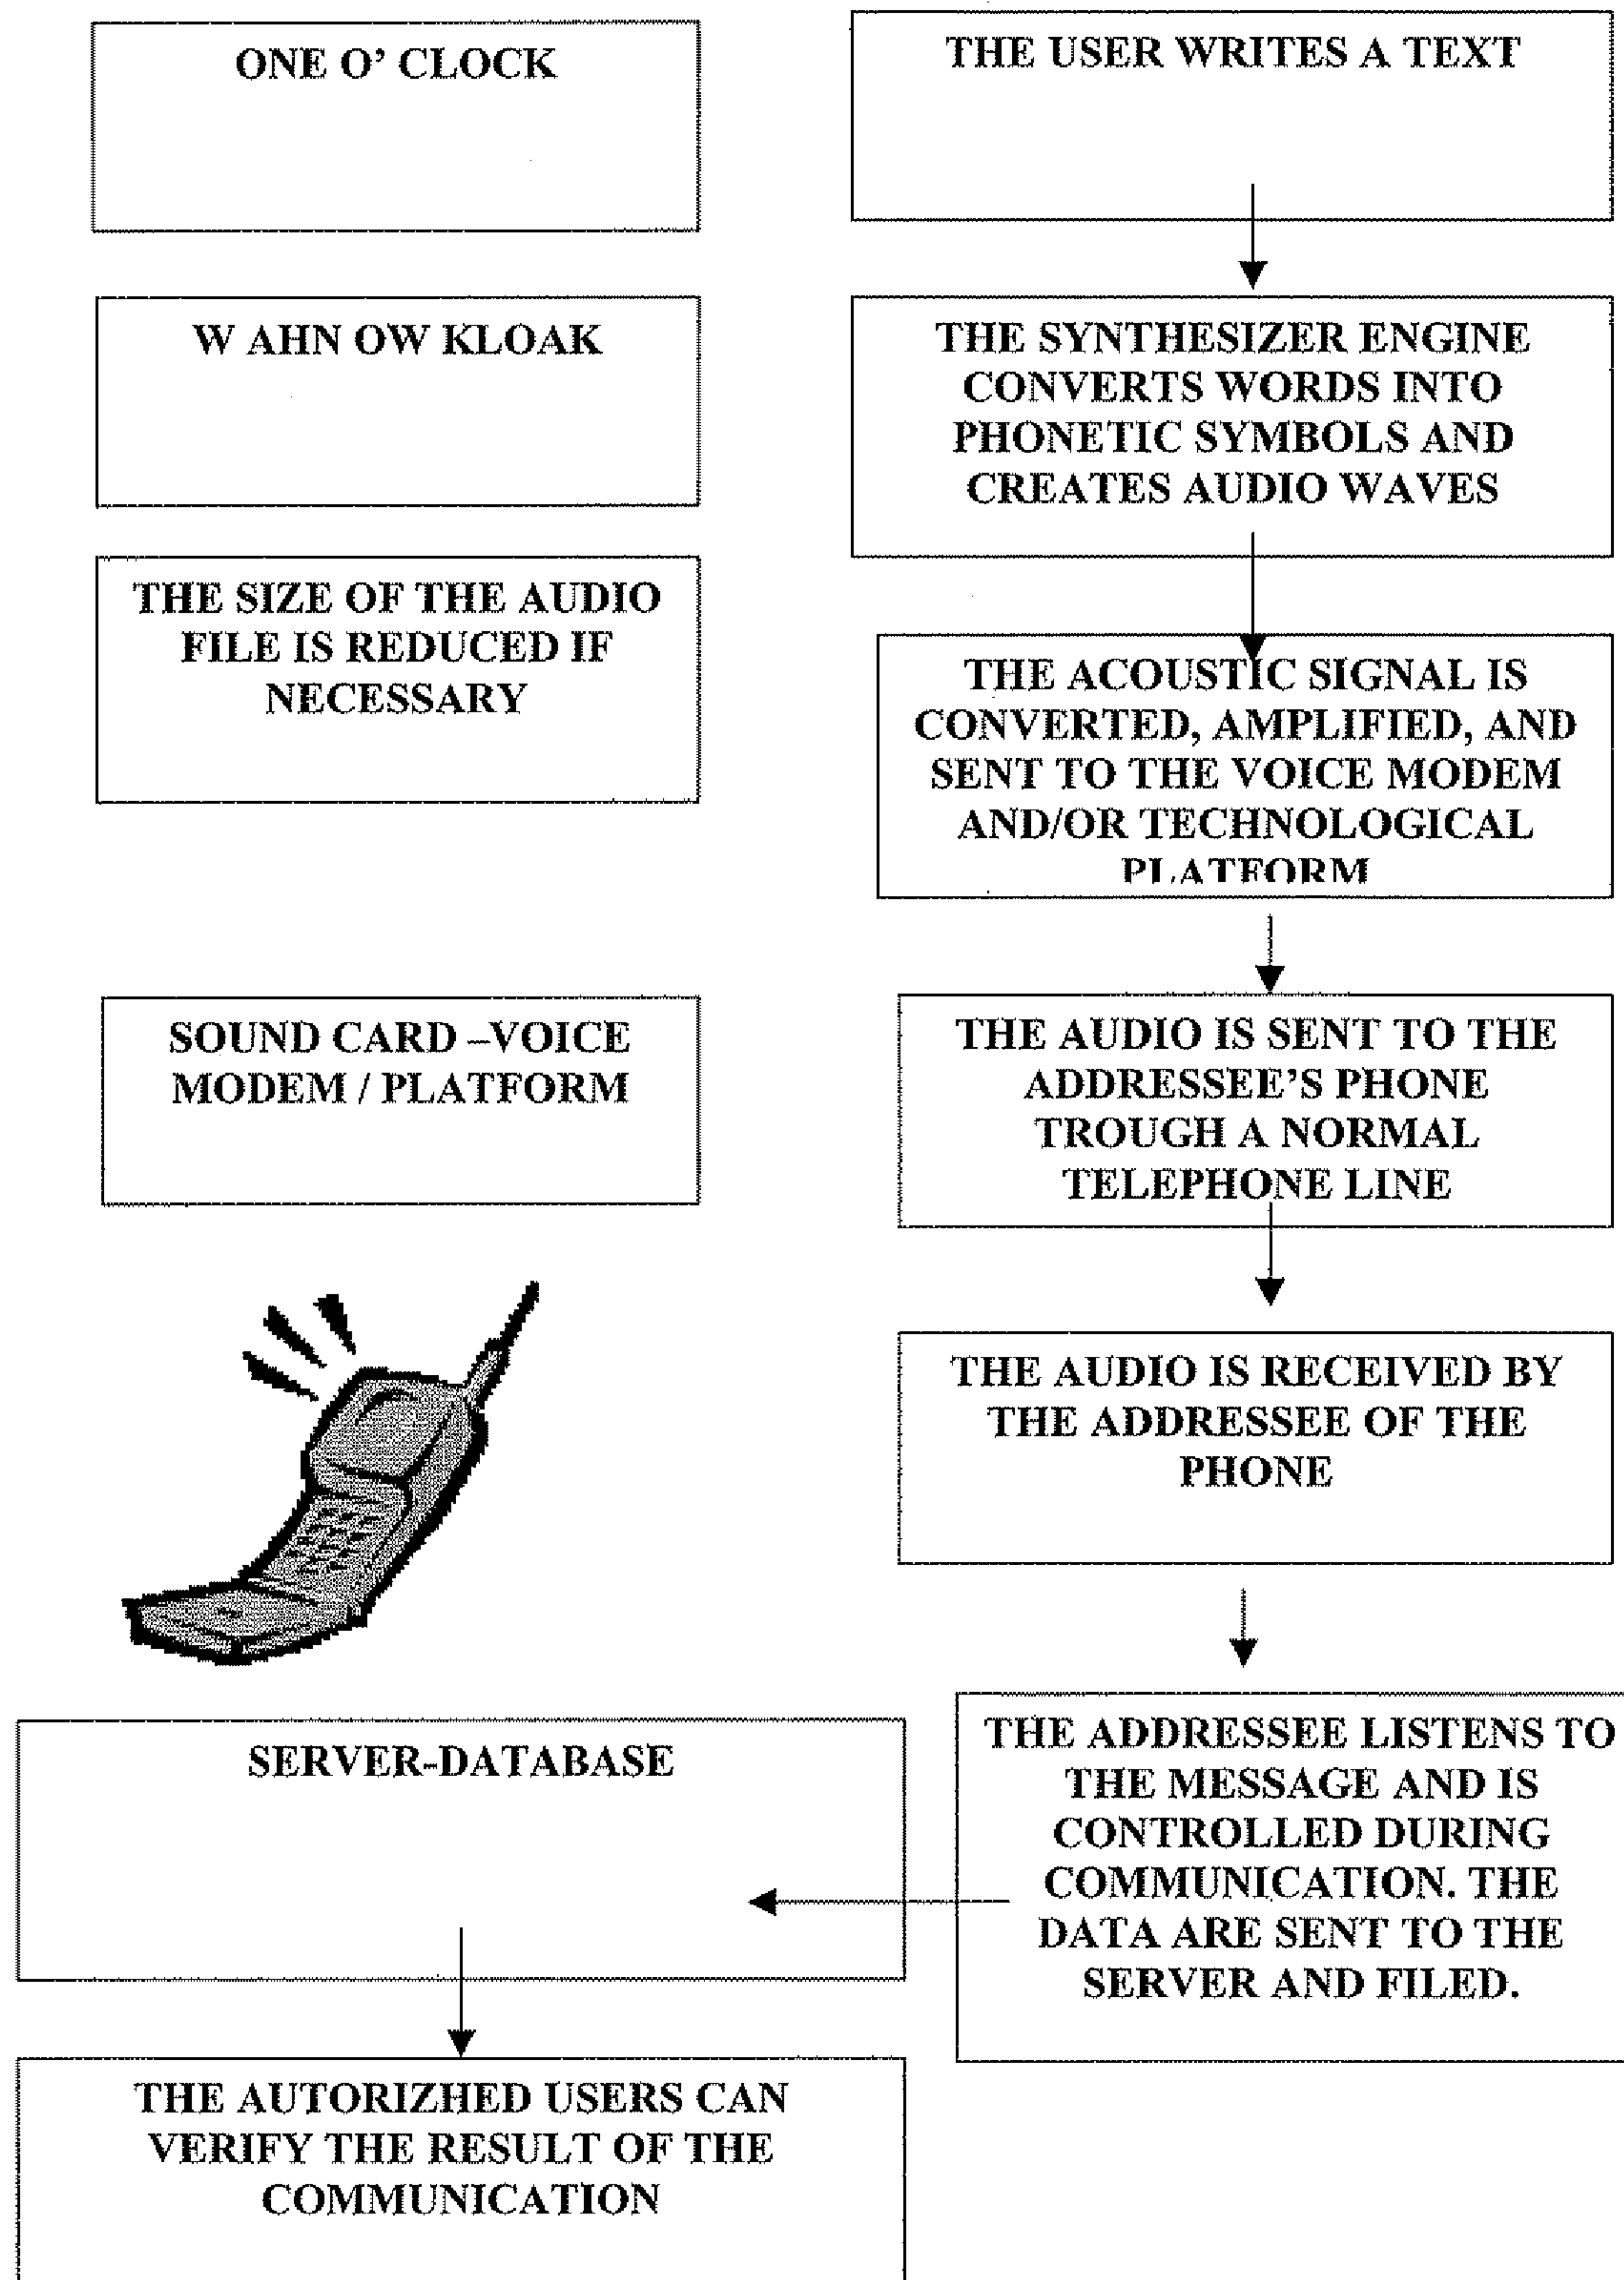 ONE O' CLOCK
THE USER WRITES A TEXT
W AHN OW KLOAK
THE SYNTHESIZER ENGINE
CONVERTS WORDS INTO
PHONETIC SYMBOLS AND
CREATES AUDIO WAVES
THE SIZE OF THE AUDIO
FILE IS REDUCED IF
NECESSARY
THE ACOUSTIC SIGNAL IS
CONVERTED, AMPLIFIED, AND
SENT TO THE VOICE MODEM
AND/OR TECHNOLOGICAL
PLATFORM
SOUND CARD –VOICE
MODEM / PLATFORM
THE AUDIO IS SENT TO THE
ADDRESSEE'S PHONE
TROUGH A NORMAL
TELEPHONE LINE
THE AUDIO IS RECEIVED BY
THE ADDRESSEE OF THE
PHONE
SERVER-DATABASE
THE ADDRESSEE LISTENS TO
THE MESSAGE AND IS
CONTROLLED DURING
COMMUNICATION. THE
DATA ARE SENT TO THE
SERVER AND FILED.
THE AUTORIZHED USERS CAN
VERIFY THE RESULT OF THE
COMMUNICATION